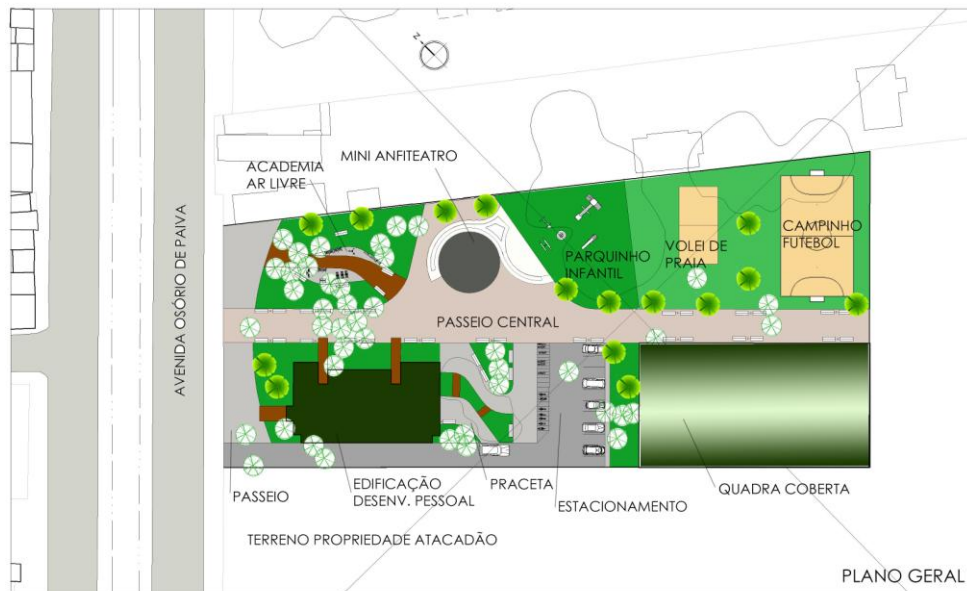 Z
MINI ANFITEATRO
ACADEMIA
AR LIVRE
CAMPINHO
FUTEBOL
VOLEI DE
PRAIA
PARQUINHO
INFANTIL
PASSEIO CENTRAL
AVENIDA OSÓRIO DE PAIVA
PASSEIO
EDIFICAÇÃO
DESENV. PESSOAL
PRACETA
ESTACIONAMENTO
QUADRA COBERTA
TERRENO PROPRIEDADE ATACADÃO
PLANO GERAL